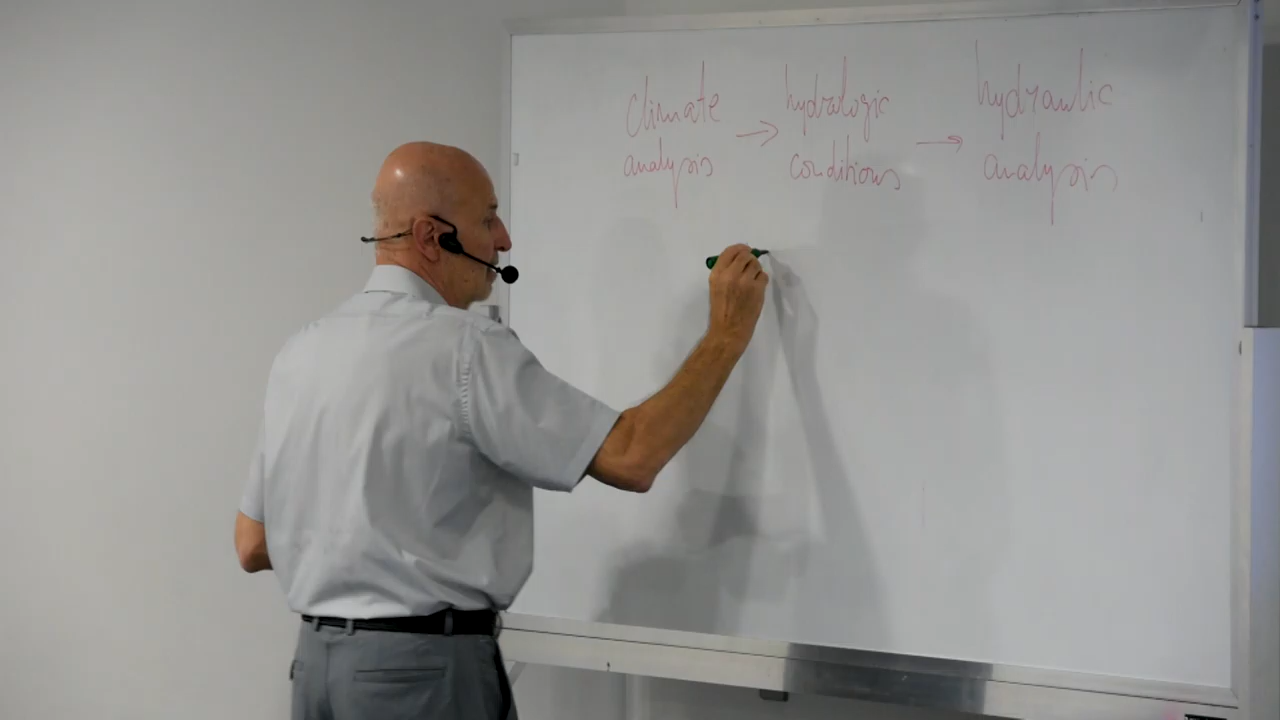 climate → hydrologic → hydraulic
analysis conditions analysis